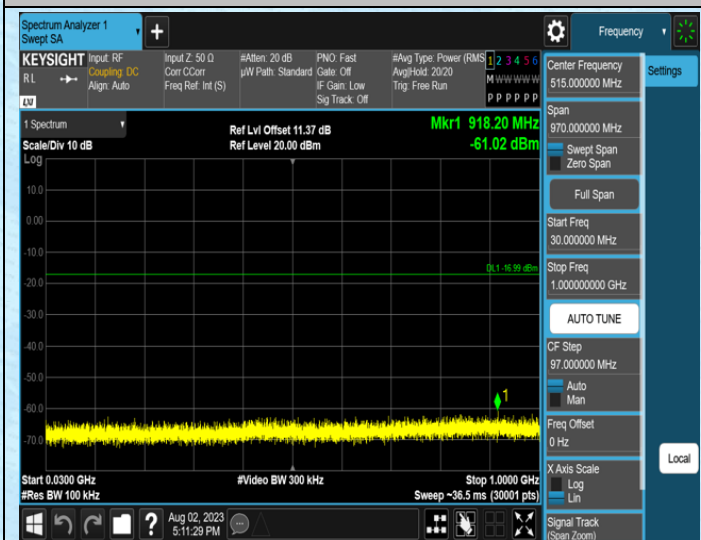 Spectrum Analyzer 1
Swept SA
Frequency
KEYSIGHT
RL
LXI
Input: RF
Coupling: DC
Align: Auto
Input Z: 50 Ω
Corr CCorr
Freq Ref: Int (S)
#Atten: 20 dB
µW Path: Standard
PNO: Fast
Gate: Off
IF Gain: Low
Sig Track: Off
#Avg Type: Power (RMS
Avg|Hold: 20/20
Trig: Free Run
1 2 3 4 5 6
M W W W W W
P P P P P P
1 Spectrum
Scale/Div 10 dB
Log
Ref Lvl Offset 11.37 dB
Ref Level 20.00 dBm
Mkr1 918.20 MHz
-61.02 dBm
10.0
0.00
-10.0
DL1 -16.99 dBm
-20.0
-30.0
-40.0
-50.0
1
-60.0
-70.0
Start 0.0300 GHz
#Res BW 100 kHz
#Video BW 300 kHz
Stop 1.0000 GHz
Sweep ~36.5 ms (30001 pts)
?
Aug 02, 2023
5:11:29 PM
Center Frequency
515.000000 MHz
Settings
Span
970.000000 MHz
Swept Span
Zero Span
Full Span
Start Freq
30.000000 MHz
Stop Freq
1.000000000 GHz
AUTO TUNE
CF Step
97.000000 MHz
Auto
Man
Freq Offset
0 Hz
Local
X Axis Scale
Log
Lin
Signal Track
(Span Zoom)